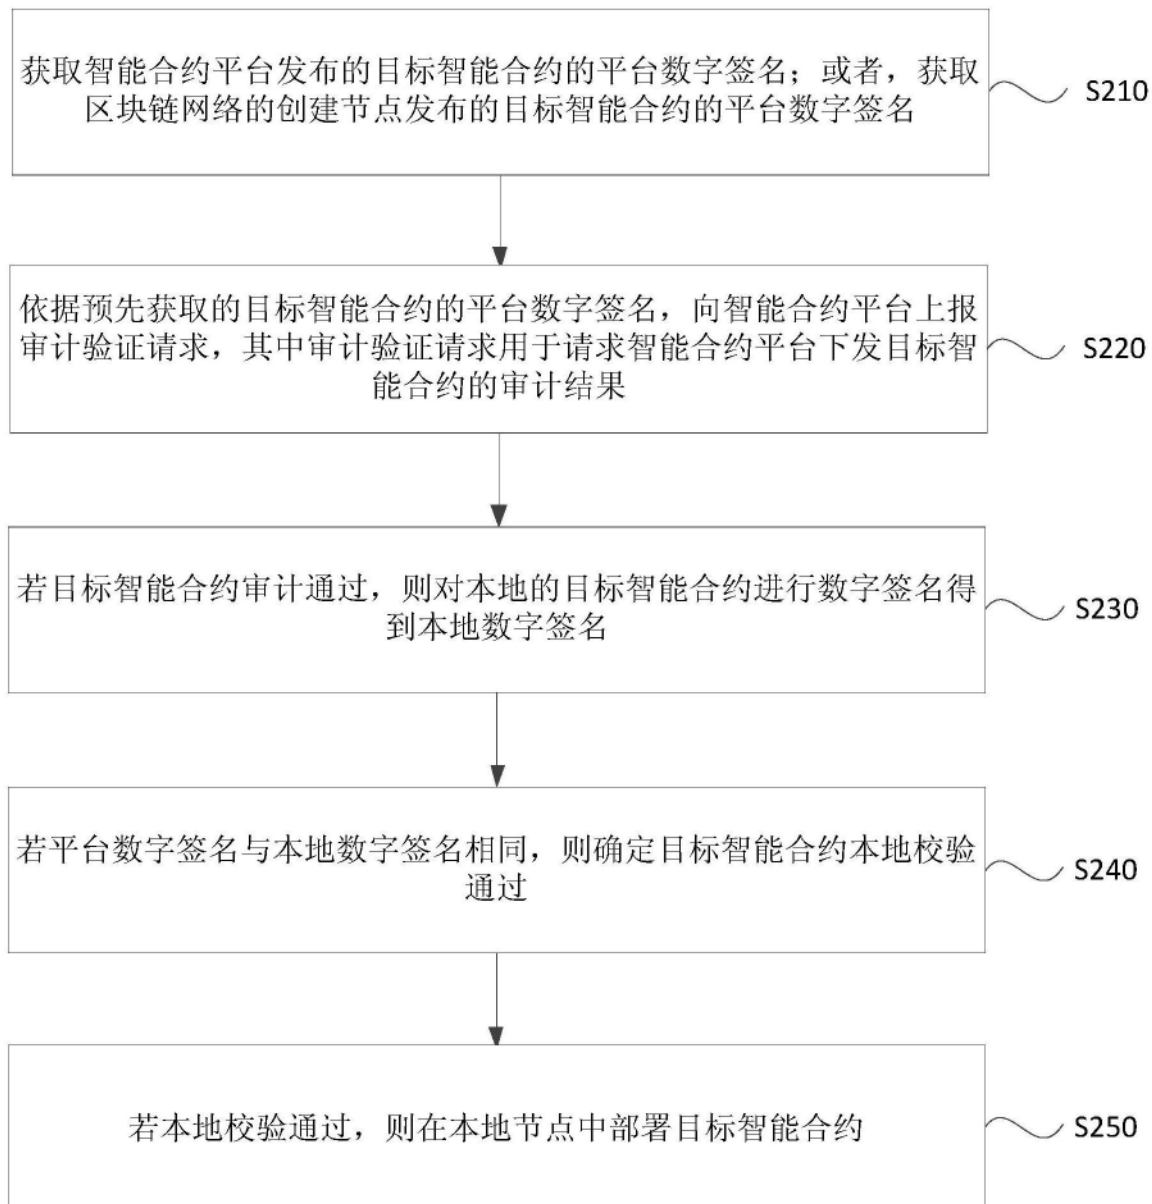 获取智能合约平台发布的目标智能合约的平台数字签名；或者，获取
区块链网络的创建节点发布的目标智能合约的平台数字签名
S210
依据预先获取的目标智能合约的平台数字签名，向智能合约平台上报
审计验证请求，其中审计验证请求用于请求智能合约平台下发目标智
能合约的审计结果
S220
若目标智能合约审计通过，则对本地的目标智能合约进行数字签名得
到本地数字签名
S230
若平台数字签名与本地数字签名相同，则确定目标智能合约本地校验
通过
S240
若本地校验通过，则在本地节点中部署目标智能合约
S250